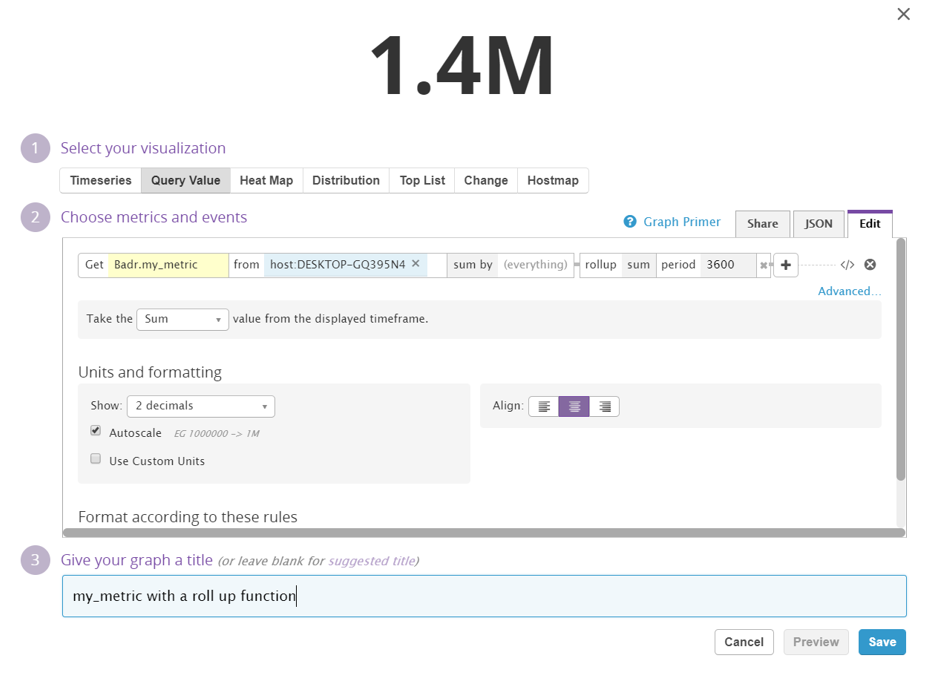 1.4M
1 Select your visualization
Timeseries Query Value Heat Map Distribution Top List Change Hostmap
2 Choose metrics and events
? Graph Primer Share JSON Edit
Get Badr.my_metric from host:DESKTOP-GQ395N4 × sum by (everything) rollup sum period 3600 + </>
Advanced...
Take the Sum value from the displayed timeframe.
Units and formatting
Show: 2 decimals
Align:
Autoscale EG 1000000 -> 1M
Use Custom Units
Format according to these rules
3 Give your graph a title (or leave blank for suggested title)
my_metric with a roll up function
Cancel Preview Save